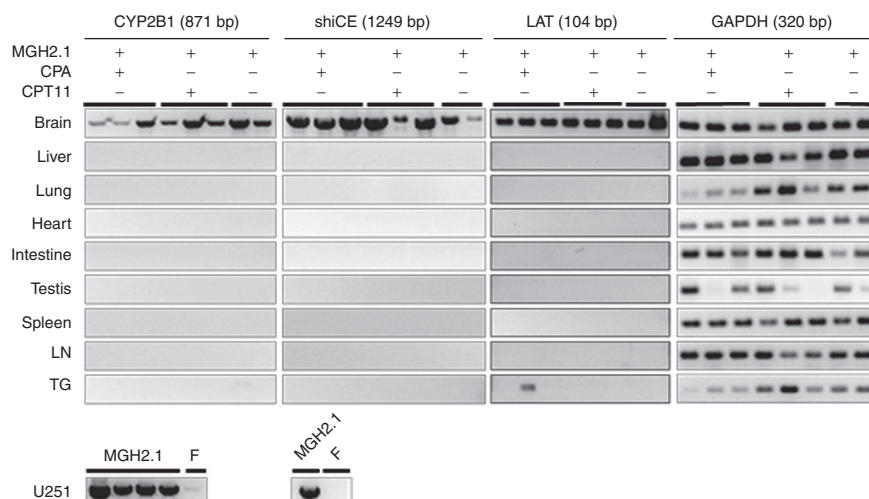 CYP2B1 (871 bp) shiCE (1249 bp) LAT (104 bp) GAPDH (320 bp)
MGH2.1 + + + + + + + + + + + +
CPA + – – + – – + – – + – –
CPT11 – + – – + – – + – – + –
Brain
Liver
Lung
Heart
Intestine
Testis
Spleen
LN
TG
MGH2.1 F MGH2.1 F
U251